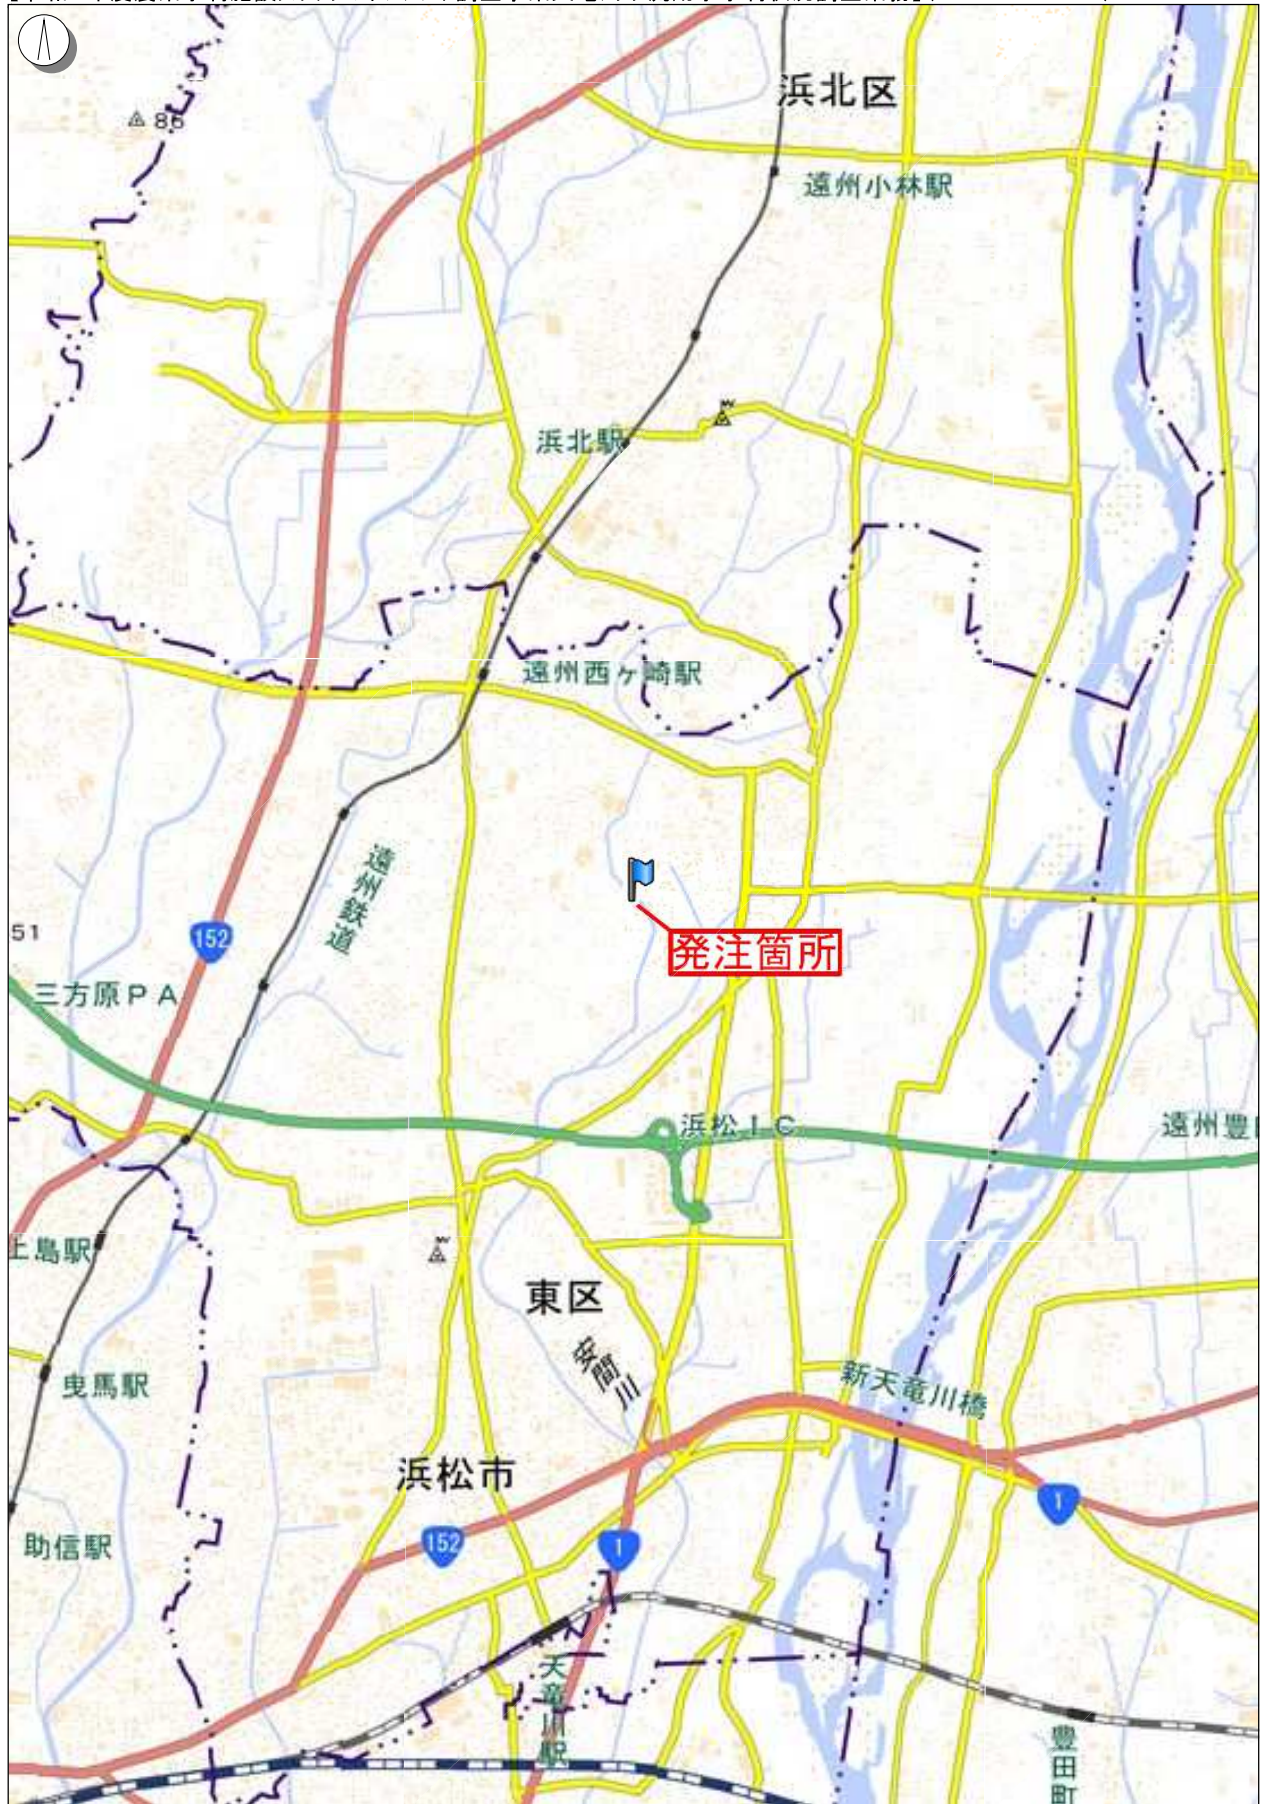 浜北区
86
遠州小林駅
浜北駅
遠州西ヶ崎駅
遠州鉄道
152
51
発注箇所
三方原PA
浜松IC
遠州豊
上島駅
東区
安間川
曳馬駅
新天竜川橋
浜松市
1
助信駅
152
1
天竜川駅
豊田町